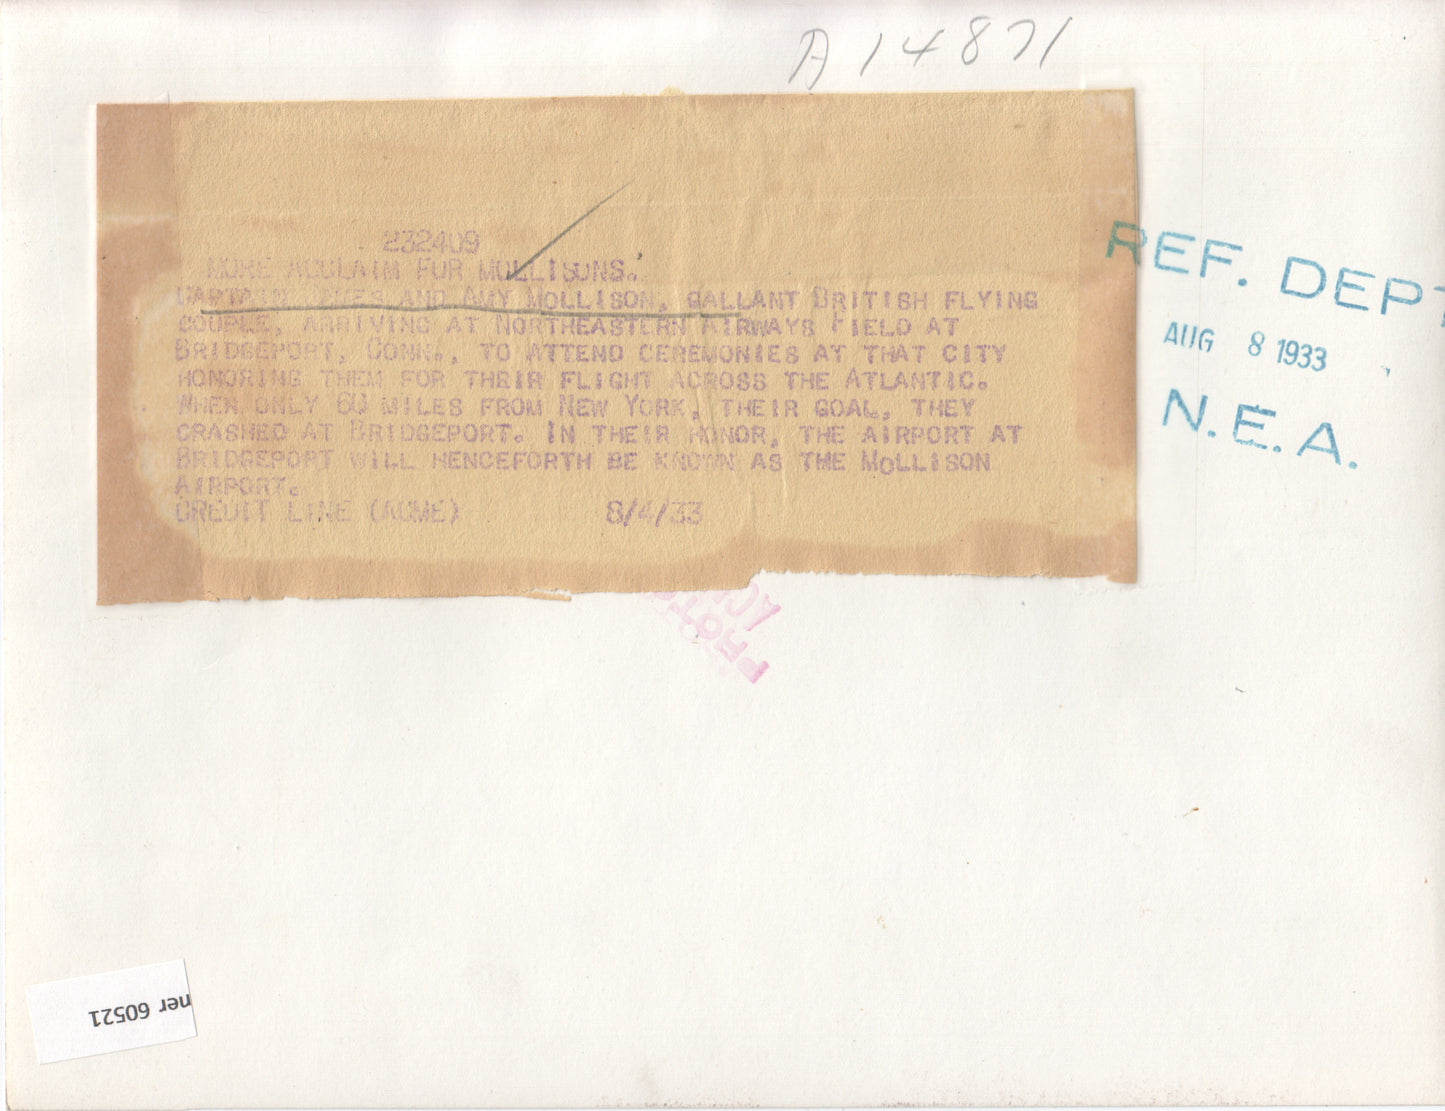 A14871
232409
MORE ACCLAIM FOR MOLLISONS.
CAPTAIN JAMES AND AMY MOLLISON, GALLANT BRITISH FLYING
COUPLE, ARRIVING AT NORTHEASTERN AIRWAYS FIELD AT
BRIDGEPORT, CONN., TO ATTEND CEREMONIES AT THAT CITY
HONORING THEM FOR THEIR FLIGHT ACROSS THE ATLANTIC.
WHEN ONLY 60 MILES FROM NEW YORK, THEIR GOAL, THEY
CRASHED AT BRIDGEPORT. IN THEIR HONOR, THE AIRPORT AT
BRIDGEPORT WILL HENCEFORTH BE KNOWN AS THE MOLLISON
AIRPORT.
CREDIT LINE (ACME) 8/4/33
REF. DEPT
AUG 8 1933
N.E.A.
PHOTO
AC
ner 60521